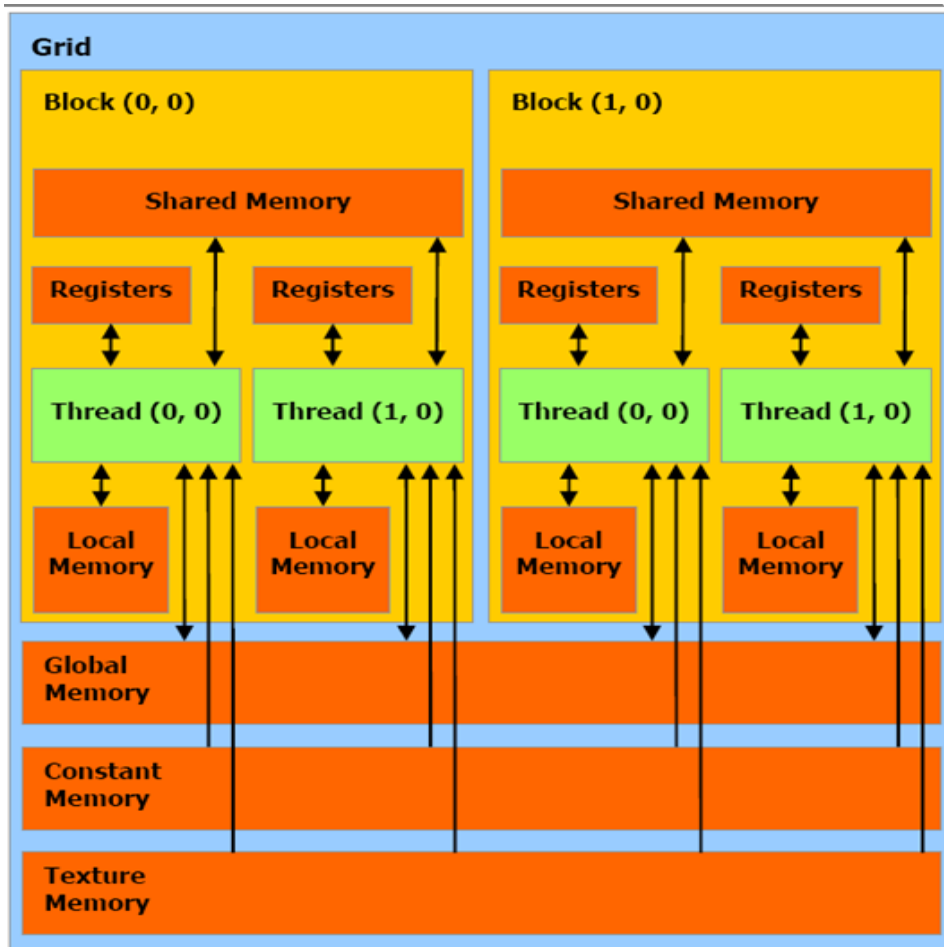 Grid
Block (0, 0)
Block (1, 0)
Shared Memory
Shared Memory
Registers
Registers
Registers
Registers
Thread (0, 0)
Thread (1, 0)
Thread (0, 0)
Thread (1, 0)
Local
Memory
Local
Memory
Local
Memory
Local
Memory
Global
Memory
Constant
Memory
Texture
Memory